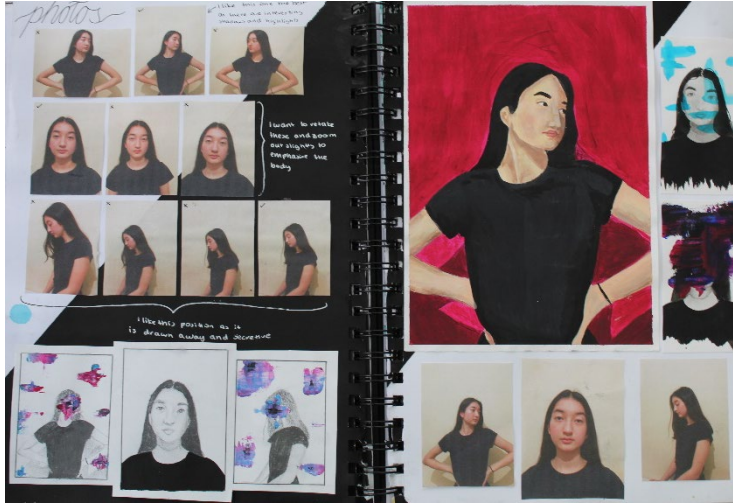 photos
I like this one the best
as there are interesting
shadows and highlights
I want to retake
these and zoom
out slightly to
emphasise the
body
I like this position as it
is drawn away and secretive